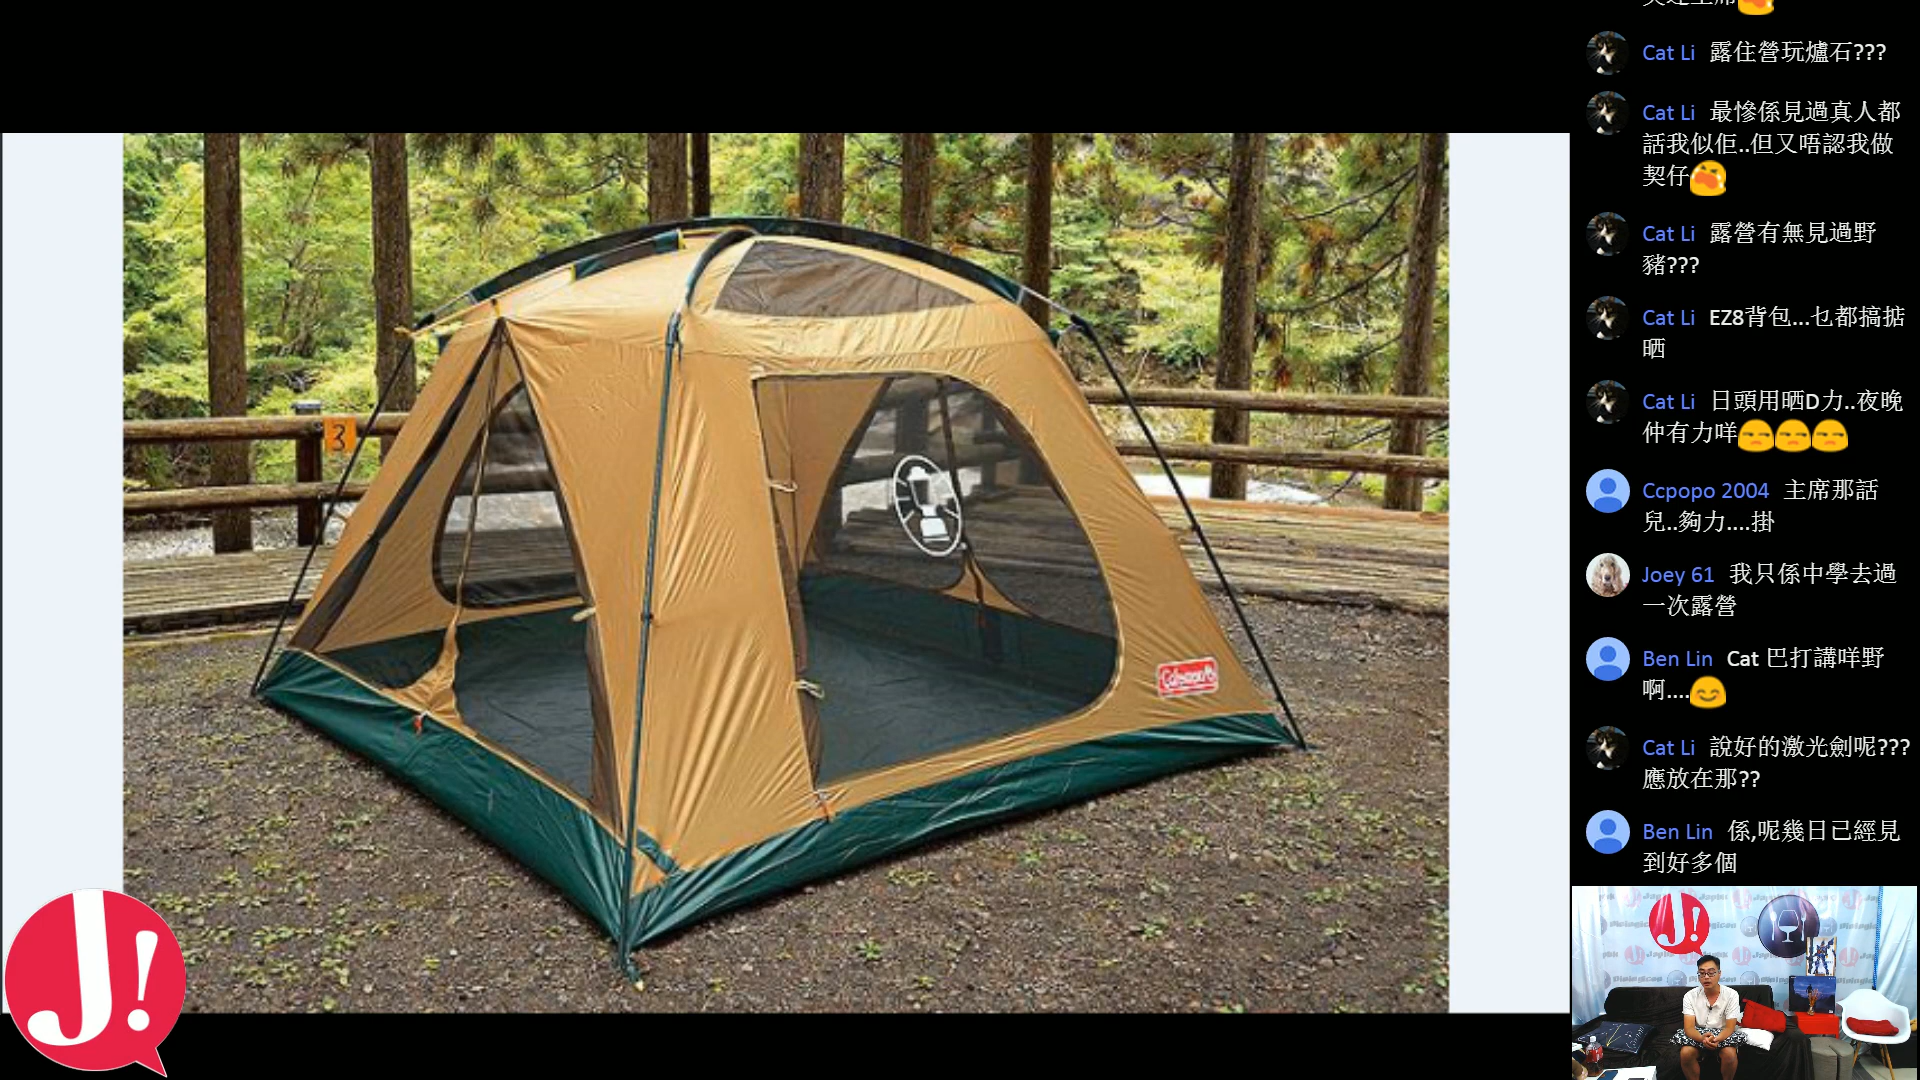 3
Coleman
J!
Cat Li 露住營玩爐石???
Cat Li 最慘係見過真人都
話我似佢..但又唔認我做
契仔
Cat Li 露營有無見過野
豬???
Cat Li EZ8背包...乜都搞掂
晒
Cat Li 日頭用晒D力..夜晚
仲有力咩
Ccpopo 2004 主席那話
兒..夠力....掛
Joey 61 我只係中學去過
一次露營
Ben Lin Cat 巴打講咩野
啊....
Cat Li 說好的激光劍呢???
應放在那??
Ben Lin 係,呢幾日已經見
到好多個
J!